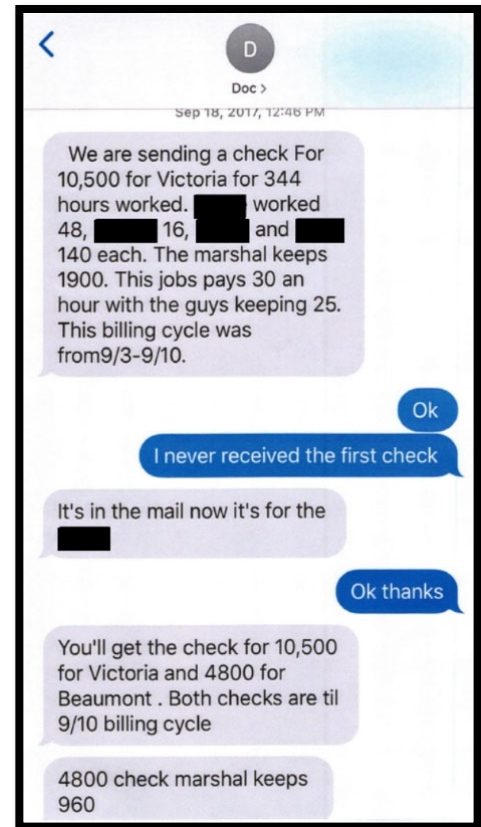 D
Doc >
Sep 18, 2017, 12:46 PM
We are sending a check For
10,500 for Victoria for 344
hours worked. worked
48, 16, and
140 each. The marshal keeps
1900. This jobs pays 30 an
hour with the guys keeping 25.
This billing cycle was
from9/3-9/10.
Ok
I never received the first check
It's in the mail now it's for the
Ok thanks
You'll get the check for 10,500
for Victoria and 4800 for
Beaumont . Both checks are til
9/10 billing cycle
4800 check marshal keeps
960